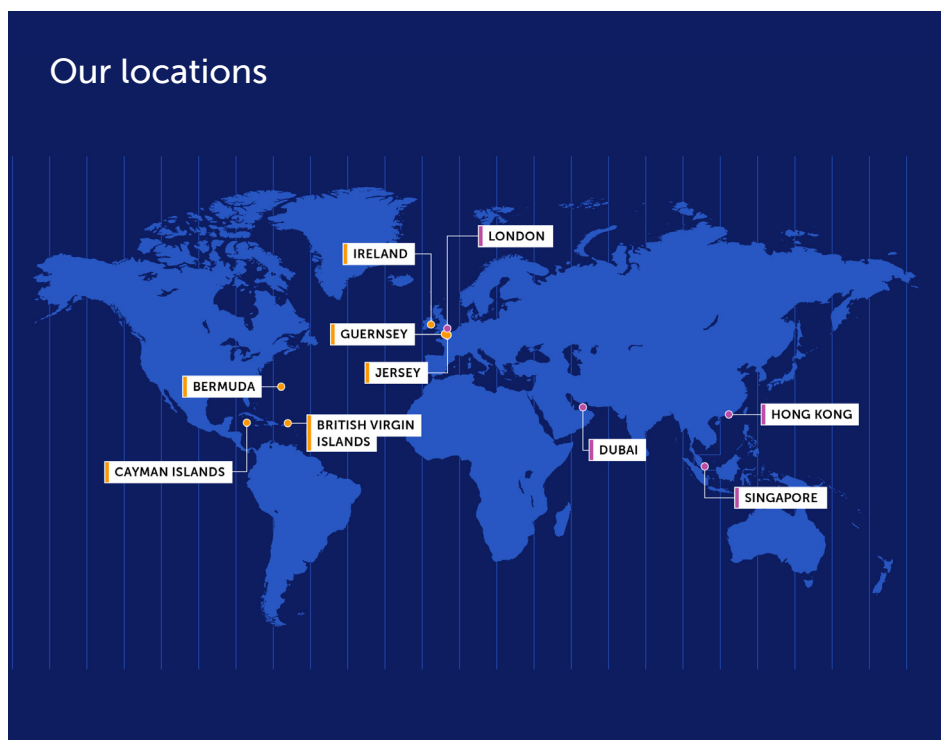 Our locations
LONDON
IRELAND
GUERNSEY
JERSEY
BERMUDA
HONG KONG
BRITISH VIRGIN
ISLANDS
DUBAI
CAYMAN ISLANDS
SINGAPORE